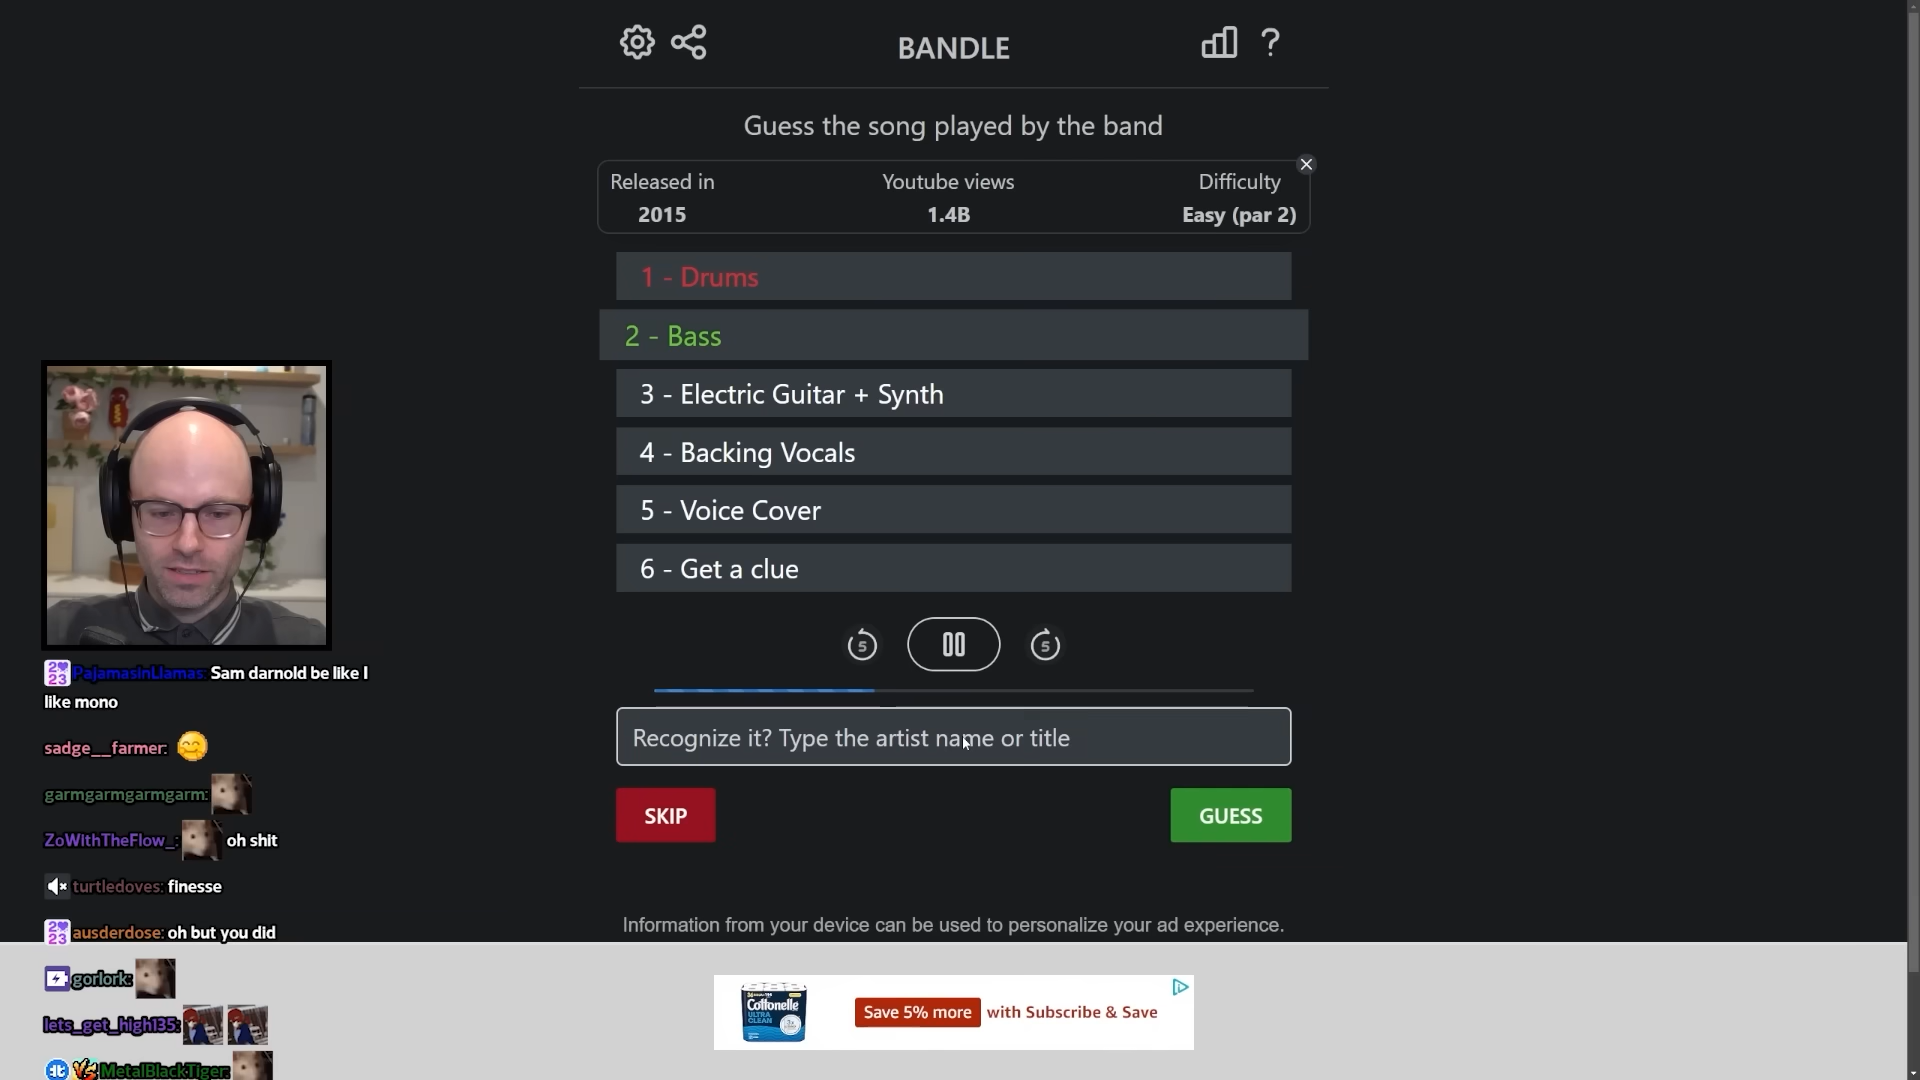 BANDLE
?
Guess the song played by the band
Released in
2015
Youtube views
1.4B
Difficulty
Easy (par 2)
1 - Drums
2 - Bass
3 - Electric Guitar + Synth
4 - Backing Vocals
5 - Voice Cover
6 - Get a clue
5
5
Recognize it? Type the artist name or title
SKIP
GUESS
Information from your device can be used to personalize your ad experience.
PajamasInLlamas: Sam darnold be like I
like mono
sadge__farmer:
garmgarmgarmgarm:
ZoWithTheFlow_: oh shit
turtledoves: finesse
ausderdose: oh but you did
gorlork:
lets_get_high135:
MetalBlackTiger:
Cottonelle
ULTRA
CLEAN
Save 5% more with Subscribe & Save